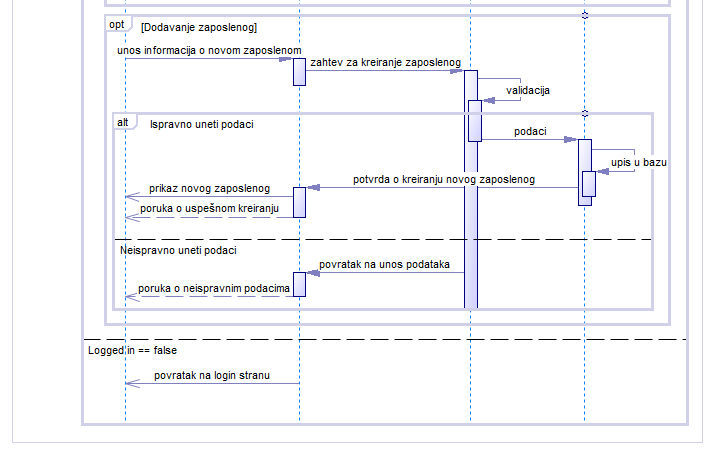 opt
[Dodavanje zaposlenog]
unos informacija o novom zaposlenom
zahtev za kreiranje zaposlenog
validacija
alt
Ispravno uneti podaci
podaci
upis u bazu
potvrda o kreiranju novog zaposlenog
prikaz novog zaposlenog
poruka o uspešnom kreiranju
Neispravno uneti podaci
povratak na unos podataka
poruka o neispravnim podacima
Logged in == false
povratak na login stranu